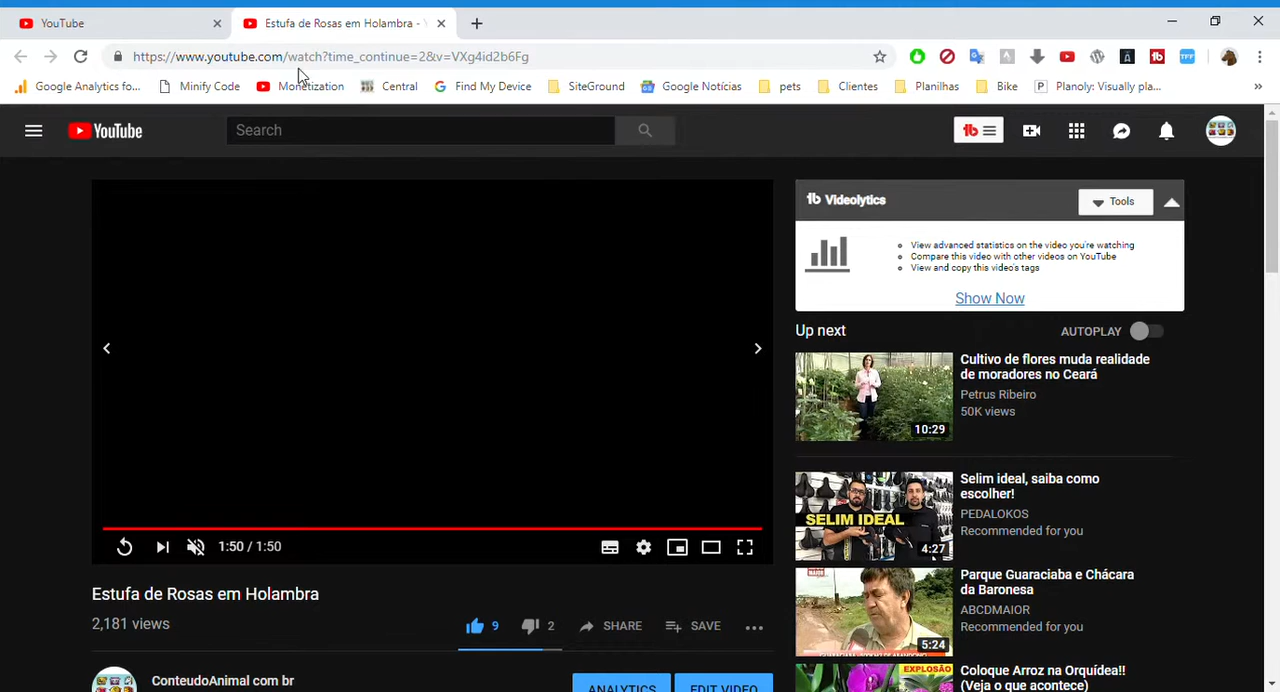 YouTube
Estufa de Rosas em Holambra -
https://www.youtube.com/watch?time_continue=2&v=VXg4id2b6Fg
Google Analytics fo...
Minify Code
Monetization
Central
Find My Device
SiteGround
Google Notícias
pets
Clientes
Planilhas
Bike
Planoly: Visually pla...
»
YouTube
Search
tb
tb Videolytics
Tools
View advanced statistics on the video you're watching
Compare this video with other videos on YouTube
View and copy this video's tags
Show Now
Up next
AUTOPLAY
Cultivo de flores muda realidade
de moradores no Ceará
Petrus Ribeiro
50K views
10:29
Selim ideal, saiba como
escolher!
PEDALOKOS
Recommended for you
SELIM IDEAL
4:27
Parque Guaraciaba e Chácara
da Baronesa
ABCDMAIOR
Recommended for you
5:24
Coloque Arroz na Orquídea!!
(Veja o que acontece)
EXPLOSÃO
1:50 / 1:50
Estufa de Rosas em Holambra
2,181 views
9
2
SHARE
SAVE
ConteudoAnimal com br
ANALYTICS
EDIT VIDEO